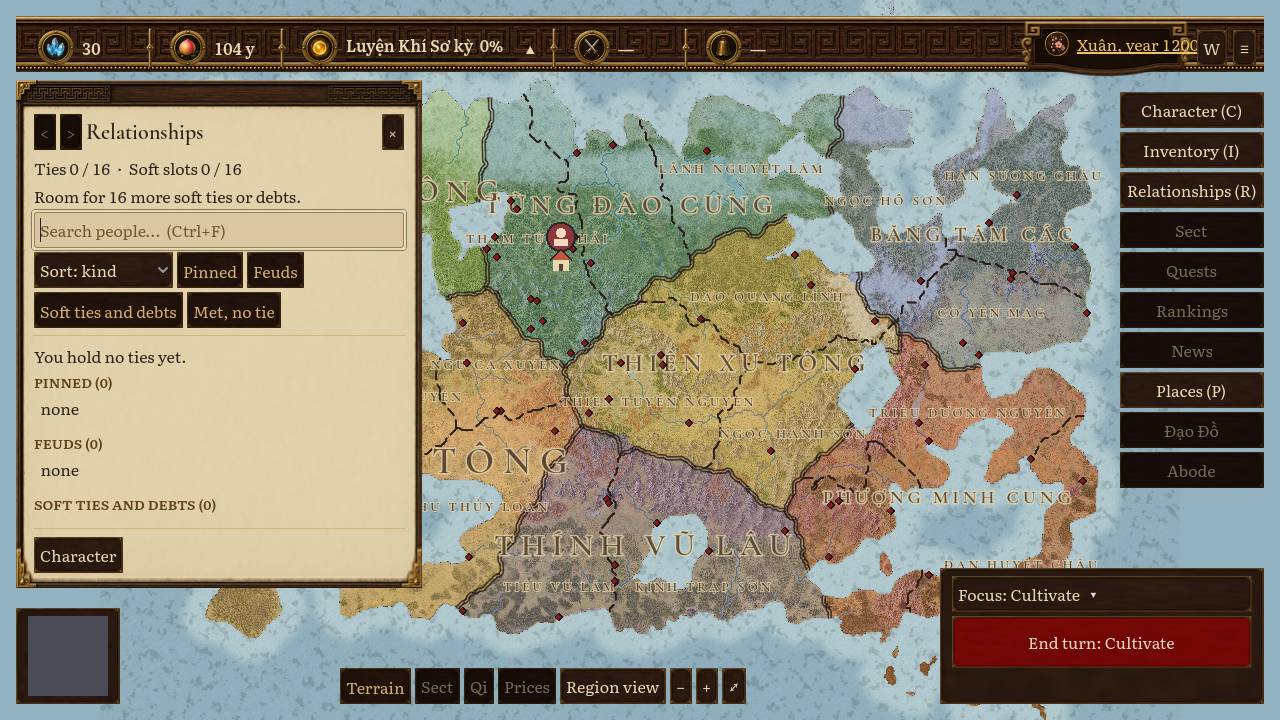 30
104 y
Luyện Khí Sơ kỳ 0%
▲
—
—
Xuân, year 1200
W
≡
< > Relationships ×
Ties 0 / 16 · Soft slots 0 / 16
Room for 16 more soft ties or debts.
Search people... (Ctrl+F)
Sort: kind
Pinned
Feuds
Soft ties and debts
Met, no tie
You hold no ties yet.
PINNED (0)
none
FEUDS (0)
none
SOFT TIES AND DEBTS (0)
Character
LÃNH NGUYỆT LÂM
HÀN SƯƠNG CHÂU
NGỌC HỒ SƠN
BĂNG TÂM CÁC
ĐÀO QUANG LĨNH
CỔ YÊN MẠC
THIÊN XU TÔNG
THIÊN TUYỀN NGUYÊN
TRIỀU DƯƠNG NGUYÊN
NGỌC HÀNH SƠN
TÔNG
PHƯỢNG MINH CUNG
THÍNH VŨ LÂU
TIÊU VŨ LÂM
KINH TRẬP SƠN
ĐAN HUYỆT CHÂU
Character (C)
Inventory (I)
Relationships (R)
Sect
Quests
Rankings
News
Places (P)
Đạo Đồ
Abode
Focus: Cultivate ▾
End turn: Cultivate
Terrain
Sect
Qi
Prices
Region view
−
+
⤢